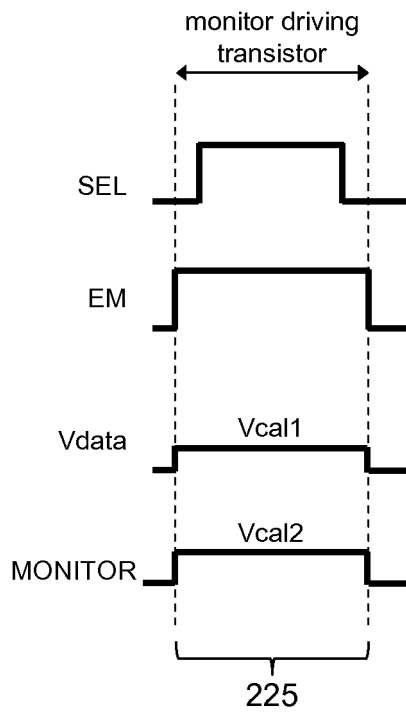 monitor driving
transistor
SEL
EM
Vdata
Vcal1
MONITOR
Vcal2
225